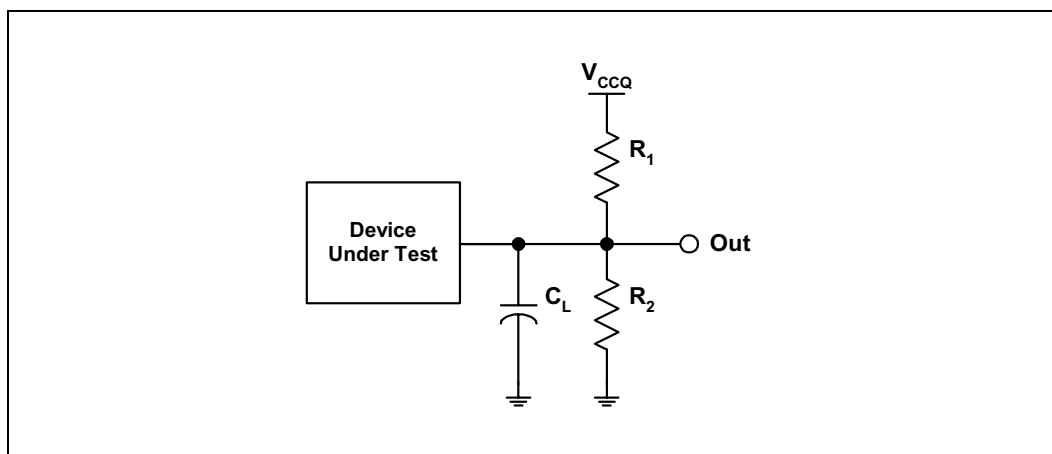 V_CCQ
R_1
Device
Under Test
Out
C_L
R_2